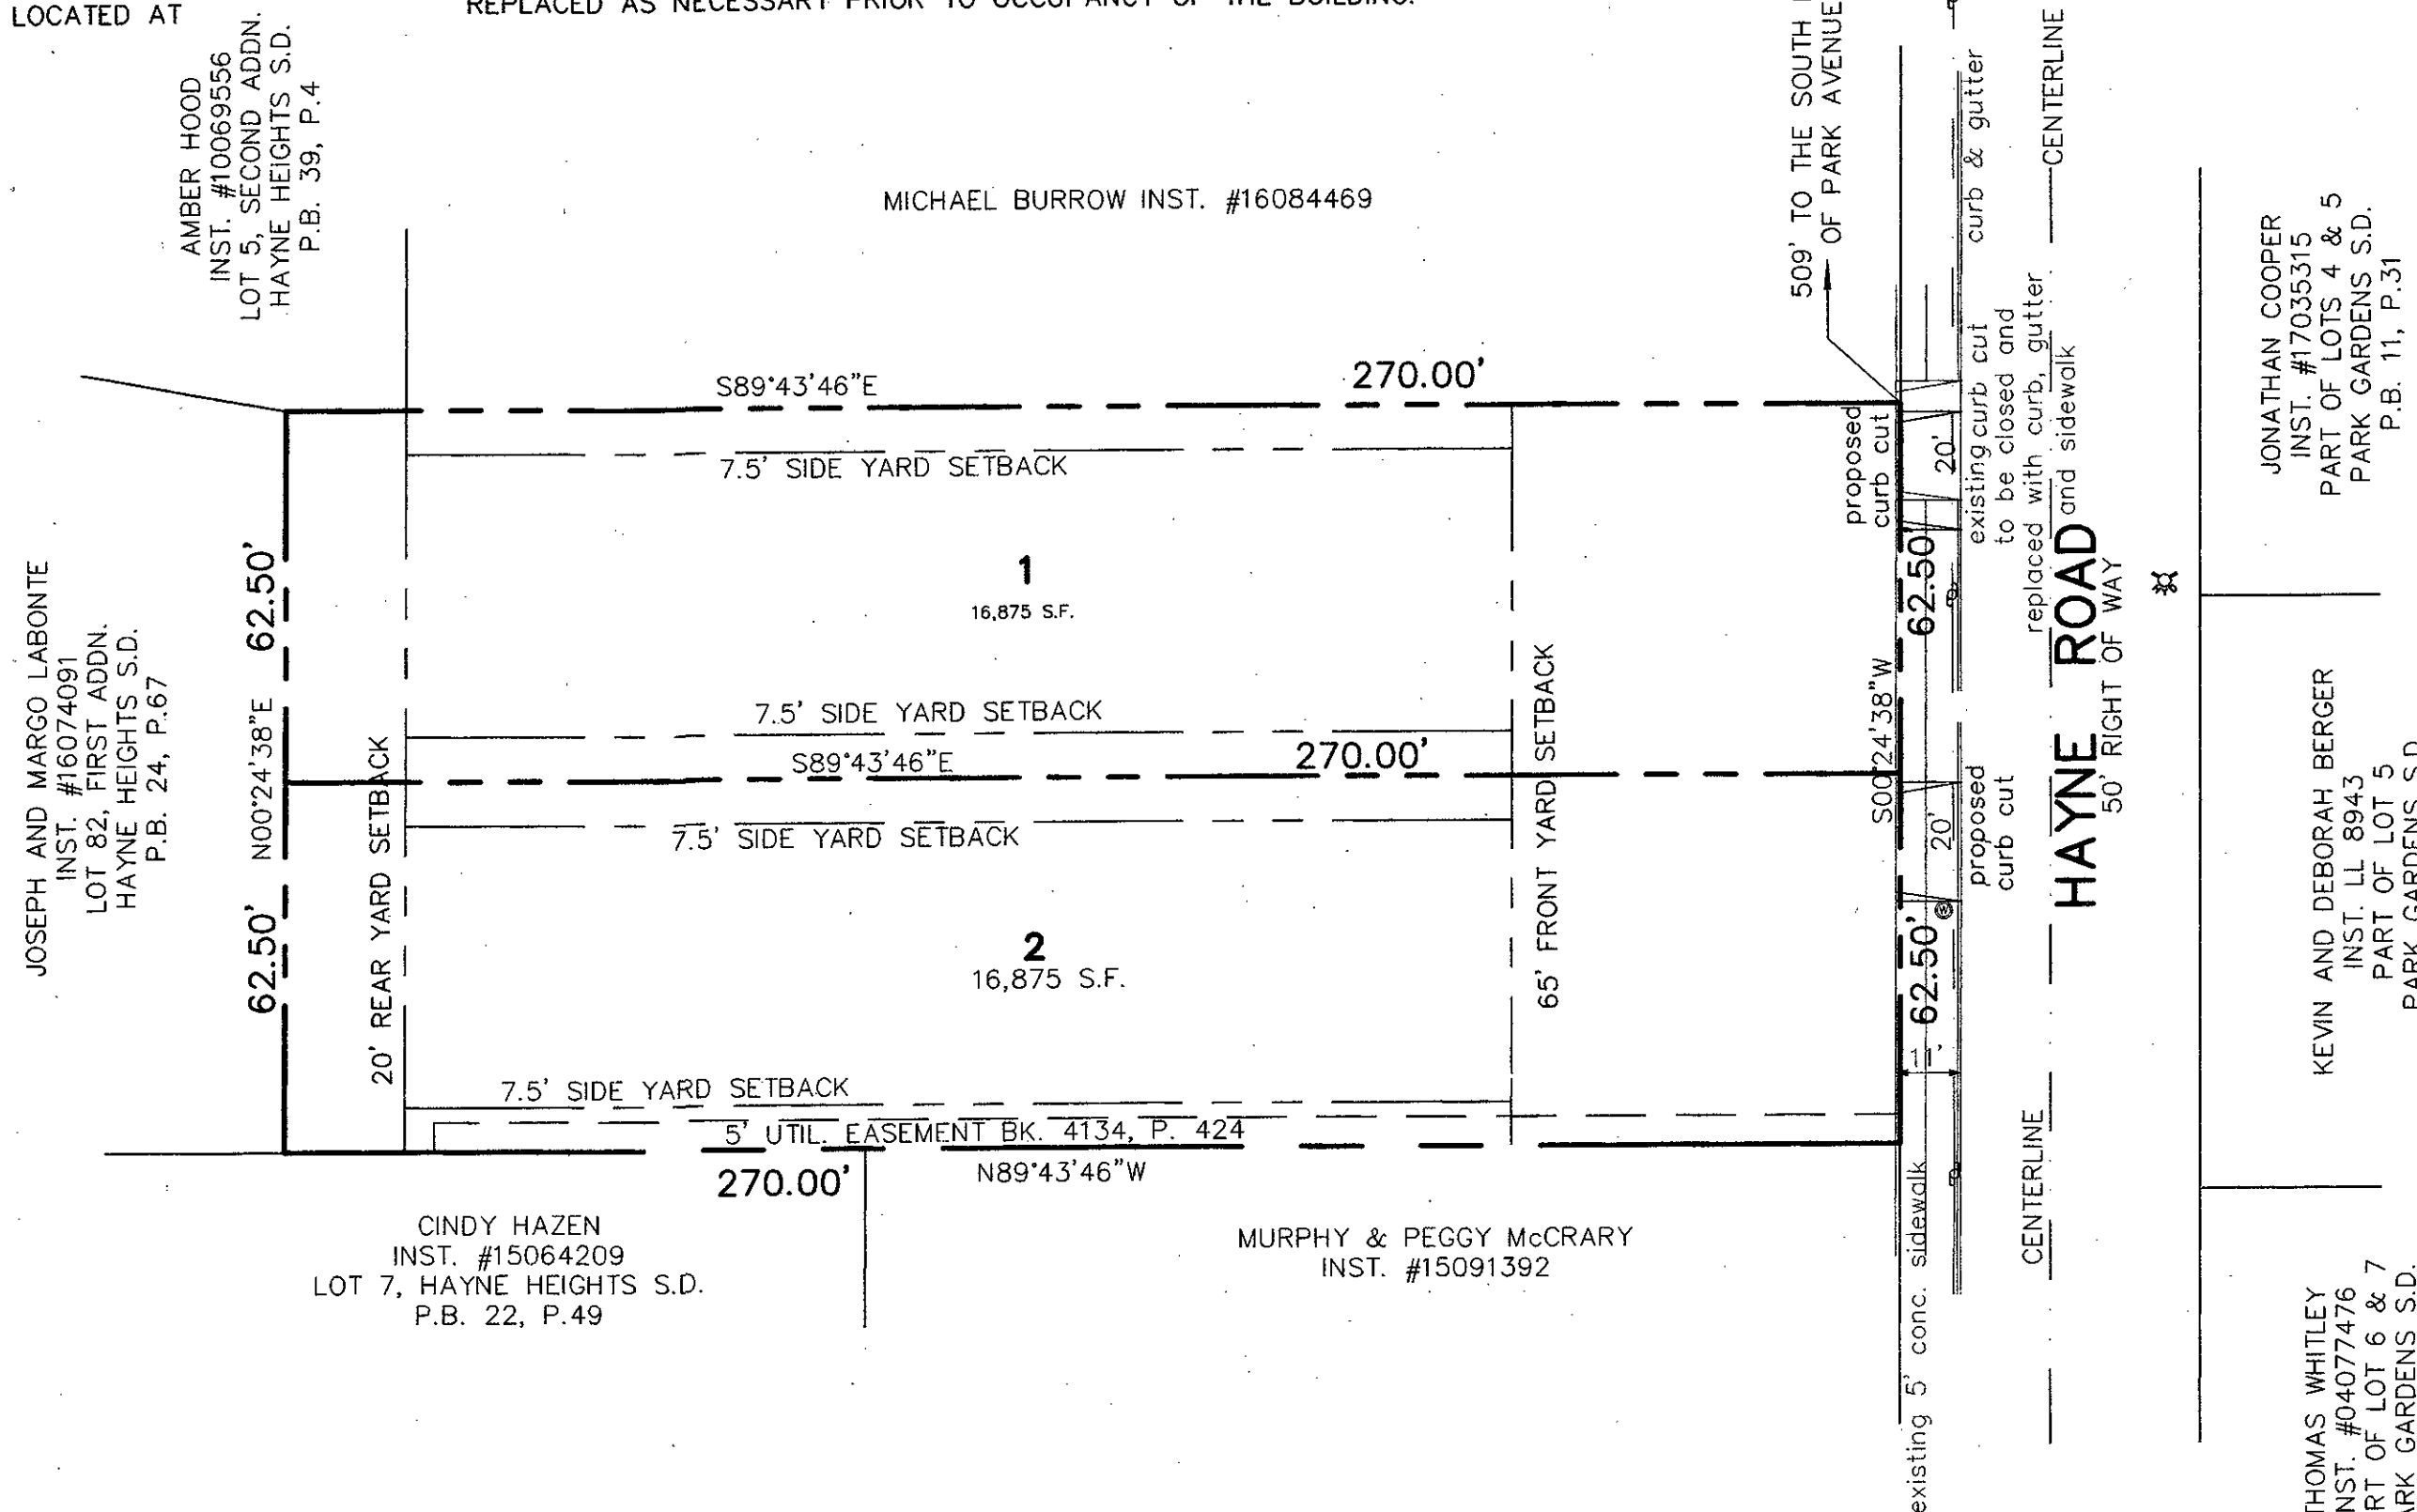 LOCATED AT
REPLACED AS NECESSARY PRIOR TO OCCUPANCY OF THE BUILDING.
AMBER HOOD
INST. #10069556
LOT 5, SECOND ADDN.
HAYNE HEIGHTS S.D.
P.B. 39, P.4
MICHAEL BURROW INST. #16084469
509' TO THE SOUTH
OF PARK AVENUE
curb & gutter
CENTERLINE
JONATHAN COOPER
INST. #17035315
PART OF LOTS 4 & 5
PARK GARDENS S.D.
P.B. 11, P.31
S89°43'46"E
270.00'
7.5' SIDE YARD SETBACK
proposed
curb cut
20'
existing curb cut
to be closed and
replaced with curb, gutter
and sidewalk
JOSEPH AND MARGO LABONTE
INST. #16074091
LOT 82, FIRST ADDN.
HAYNE HEIGHTS S.D.
P.B. 24, P.67
62.50'
N00°24'38"E
62.50'
20' REAR YARD SETBACK
1
16,875 S.F.
7.5' SIDE YARD SETBACK
S89°43'46"E
270.00'
7.5' SIDE YARD SETBACK
65' FRONT YARD SETBACK
62.50'
S00°24'38"W
62.50'
20'
proposed
curb cut
W
HAYNE ROAD
50' RIGHT OF WAY
KEVIN AND DEBORAH BERGER
INST. LL 8943
PART OF LOT 5
PARK GARDENS S.D.
2
16,875 S.F.
7.5' SIDE YARD SETBACK
5' UTIL. EASEMENT BK. 4134, P. 424
11'
270.00'
N89°43'46"W
CINDY HAZEN
INST. #15064209
LOT 7, HAYNE HEIGHTS S.D.
P.B. 22, P.49
MURPHY & PEGGY McCRARY
INST. #15091392
existing 5' conc. sidewalk
CENTERLINE
THOMAS WHITLEY
INST. #04077476
PART OF LOT 6 & 7
PARK GARDENS S.D.